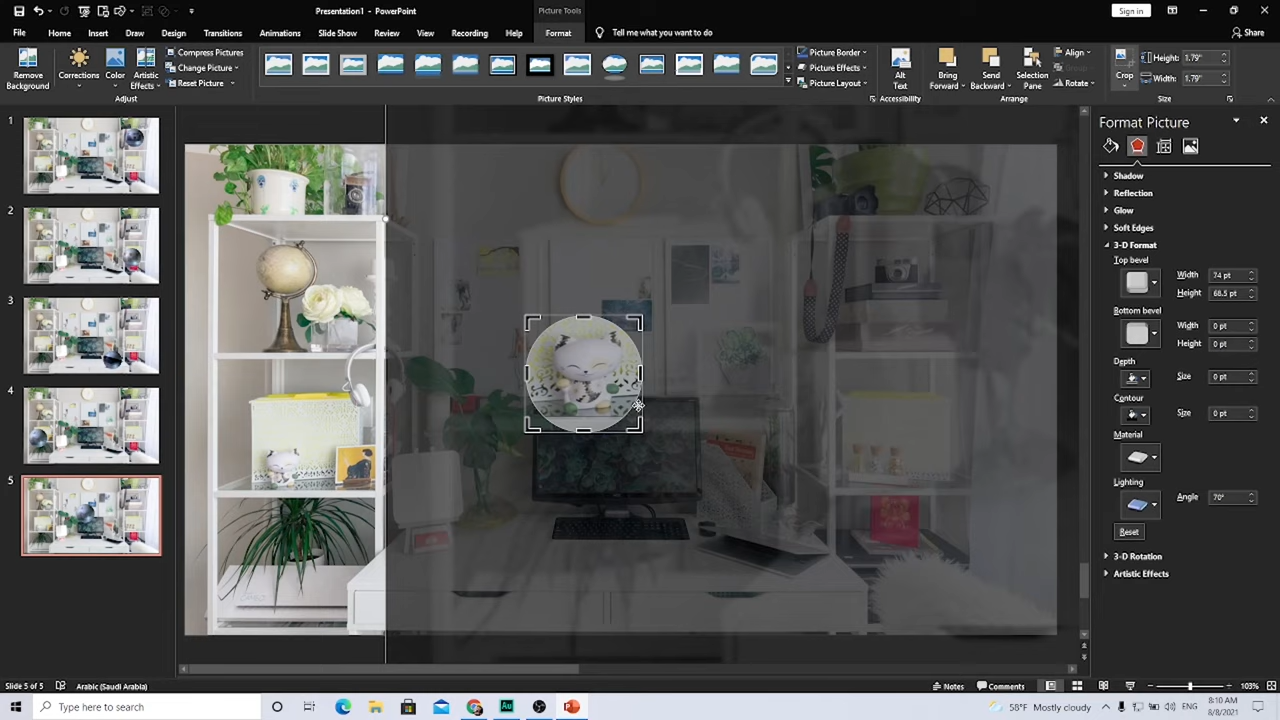 Presentation1 - PowerPoint
Picture Tools
Sign in
File
Home
Insert
Draw
Design
Transitions
Animations
Slide Show
Review
View
Recording
Help
Format
Tell me what you want to do
Share
Remove Background
Corrections
Color
Artistic Effects
Compress Pictures
Change Picture
Reset Picture
Adjust
Picture Styles
Picture Border
Picture Effects
Picture Layout
Alt Text
Accessibility
Bring Forward
Send Backward
Selection Pane
Align
Group
Rotate
Arrange
Crop
Height: 1.79"
Width: 1.79"
Size
1
2
3
4
5
Format Picture
Shadow
Reflection
Glow
Soft Edges
3-D Format
Top bevel
Width 74 pt
Height 68.5 pt
Bottom bevel
Width 0 pt
Height 0 pt
Depth
Size 0 pt
Contour
Size 0 pt
Material
Lighting
Angle 70°
Reset
3-D Rotation
Artistic Effects
Slide 5 of 5
Arabic (Saudi Arabia)
Notes
Comments
103%
Type here to search
Au
58°F Mostly cloudy
8:10 AM
8/8/2021